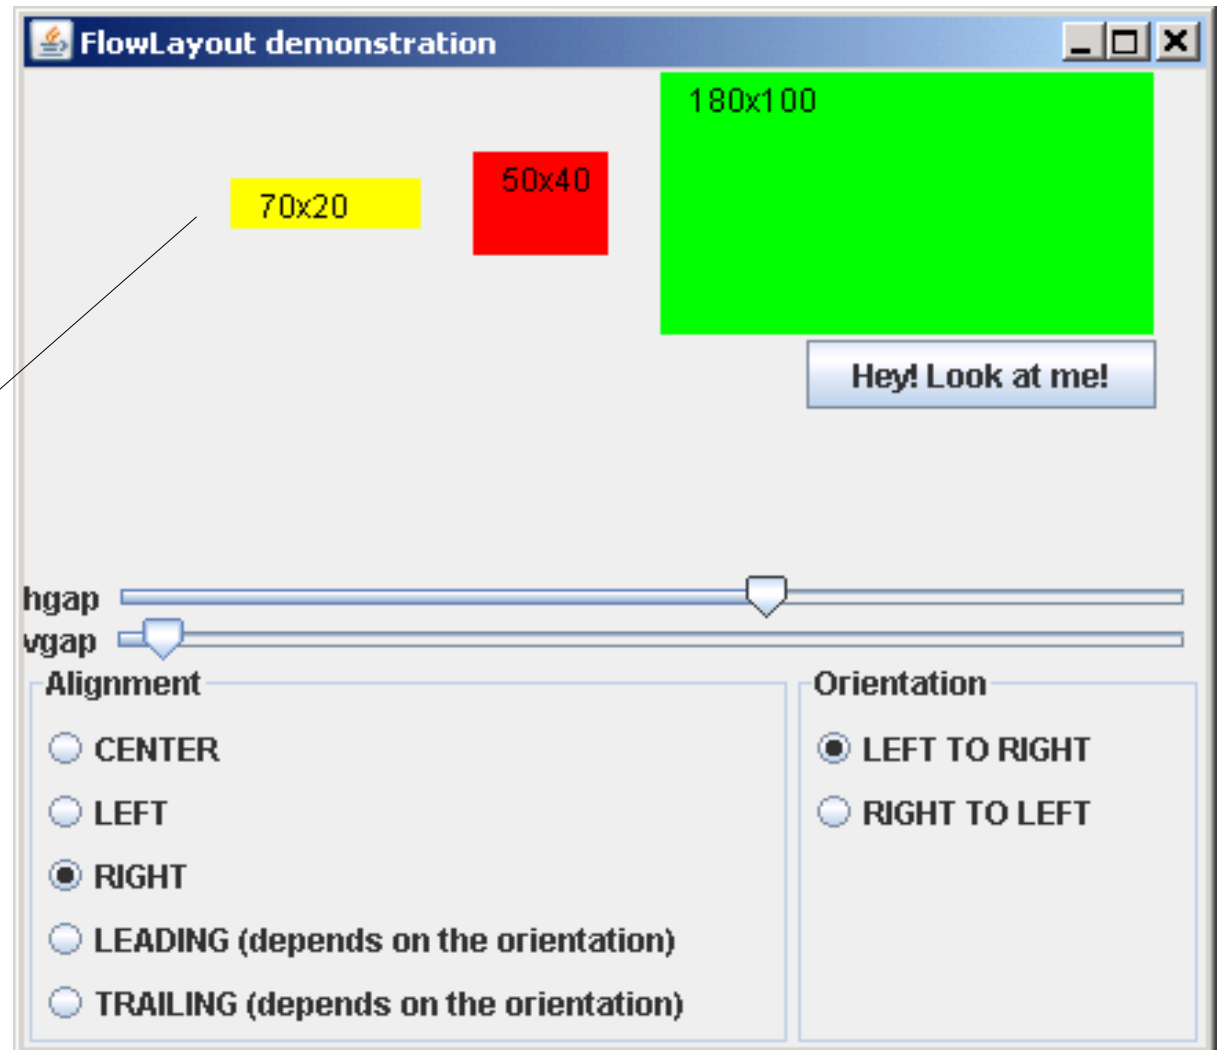 FlowLayout demonstration
180x100
50x40
70x20
Hey! Look at me!
hgap
vgap
Alignment
CENTER
LEFT
RIGHT
LEADING (depends on the orientation)
TRAILING (depends on the orientation)
Orientation
LEFT TO RIGHT
RIGHT TO LEFT